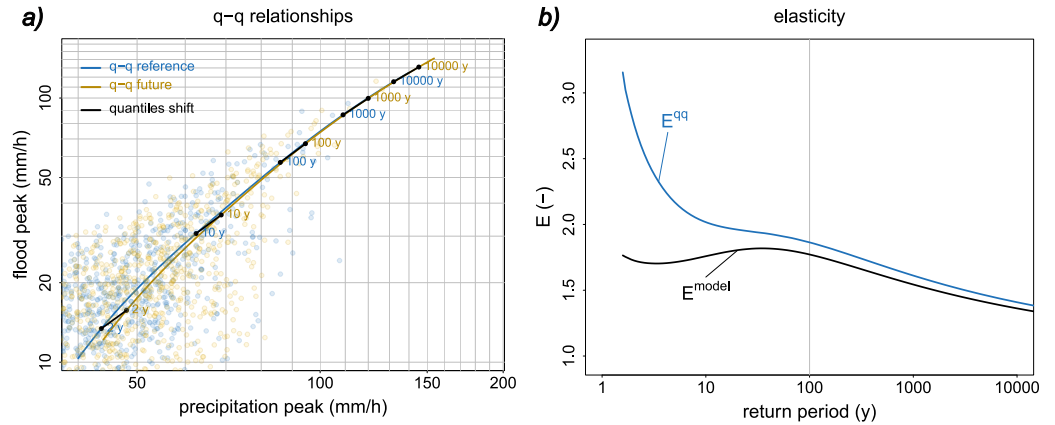 a)
q−q relationships
q−q reference
q−q future
quantiles shift
10000 y
10000 y
1000 y
1000 y
100 y
100 y
10 y
10 y
2 y
2 y
100
50
20
10
flood peak (mm/h)
50
100
150
200
precipitation peak (mm/h)
b)
elasticity
E^qq
E^model
3.0
2.5
2.0
1.5
1.0
E (−)
1
10
100
1000
10000
return period (y)